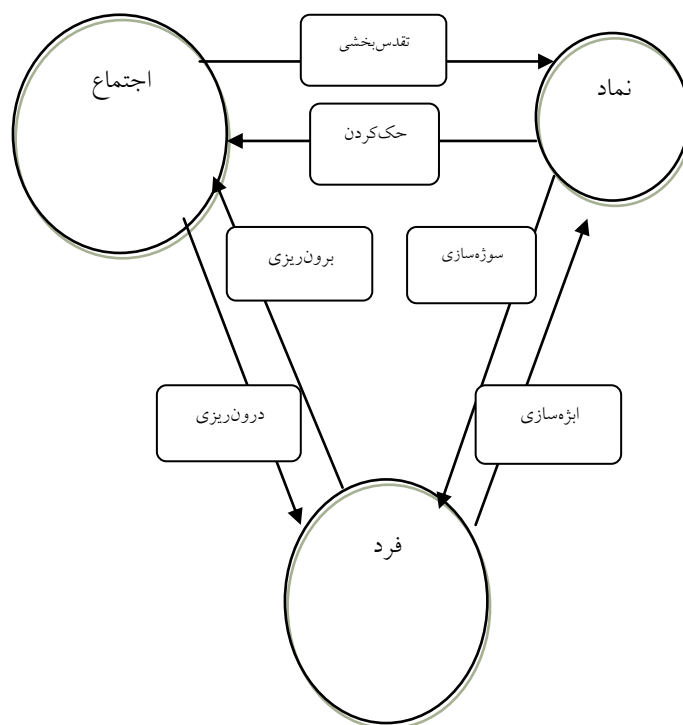 تقدس‌بخشی
اجتماع
نماد
حک‌کردن
برون‌ریزی
سوژه‌سازی
درون‌ریزی
ابژه‌سازی
فرد